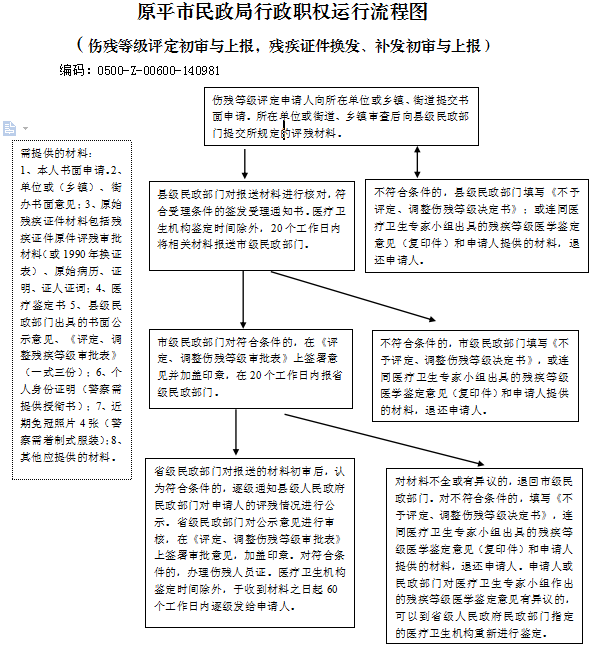 原平市民政局行政职权运行流程图
（伤残等级评定初审与上报，残疾证件换发、补发初审与上报）
编码：0500-Z-00600-140981
伤残等级评定申请人向所在单位或乡镇、街道提交书
面申请。所在单位或街道、乡镇审查后向县级民政部
门提交所规定的评残材料。
需提供的材料：
1、本人书面申请。2、
单位或（乡镇）、街
办书面意见；3、原始
残疾证件材料包括残
疾证件原件评残审批
材料（或 1990 年换证
表）、原始病历、证
明、证人证词；4、医
疗鉴定书 5、县级民
政部门出具的书面公
示意见、《评定、调
整残疾等级审批表》
（一式三份）；6、个
人身份证明（警察需
提供授衔书）；7、近
期免冠照片 4 张（警
察需着制式服装）；8、
其他应提供的材料。
县级民政部门对报送材料进行核对，符
合受理条件的签发受理通知书。医疗卫
生机构鉴定时间除外，20 个工作日内
将相关材料报送市级民政部门。
不符合条件的，县级民政部门填写《不予
评定、调整伤残等级决定书》；或连同医
疗卫生专家小组出具的残疾等级医学鉴定
意见（复印件）和申请人提供的材料，退
还申请人。
市级民政部门对符合条件的，在《评
定、调整伤残等级审批表》上签署意
见并加盖印章，在 20 个工作日内报省
级民政部门。
不符合条件的，市级民政部门填写《不
予评定、调整伤残等级决定书》，或连
同医疗卫生专家小组出具的残疾等级
医学鉴定意见（复印件）和申请人提供
的材料，退还申请人。
省级民政部门对报送的材料初审后，认
为符合条件的，逐级通知县级人民政府
民政部门对申请人的评残情况进行公
示。省级民政部门对公示意见进行审
核，在《评定、调整伤残等级审批表》
上签署审批意见，加盖印章。对符合条
件的，办理伤残人员证。医疗卫生机构
鉴定时间除外，于收到材料之日起 60
个工作日内逐级发给申请人。
对材料不全或有异议的，退回市级民
政部门。对不符合条件的，填写《不
予评定、调整伤残等级决定书》，连
同医疗卫生专家小组出具的残疾等
级医学鉴定意见（复印件）和申请人
提供的材料，退还申请人。申请人或
民政部门对医疗卫生专家小组作出
的残疾等级医学鉴定意见有异议的，
可以到省级人民政府民政部门指定
的医疗卫生机构重新进行鉴定。